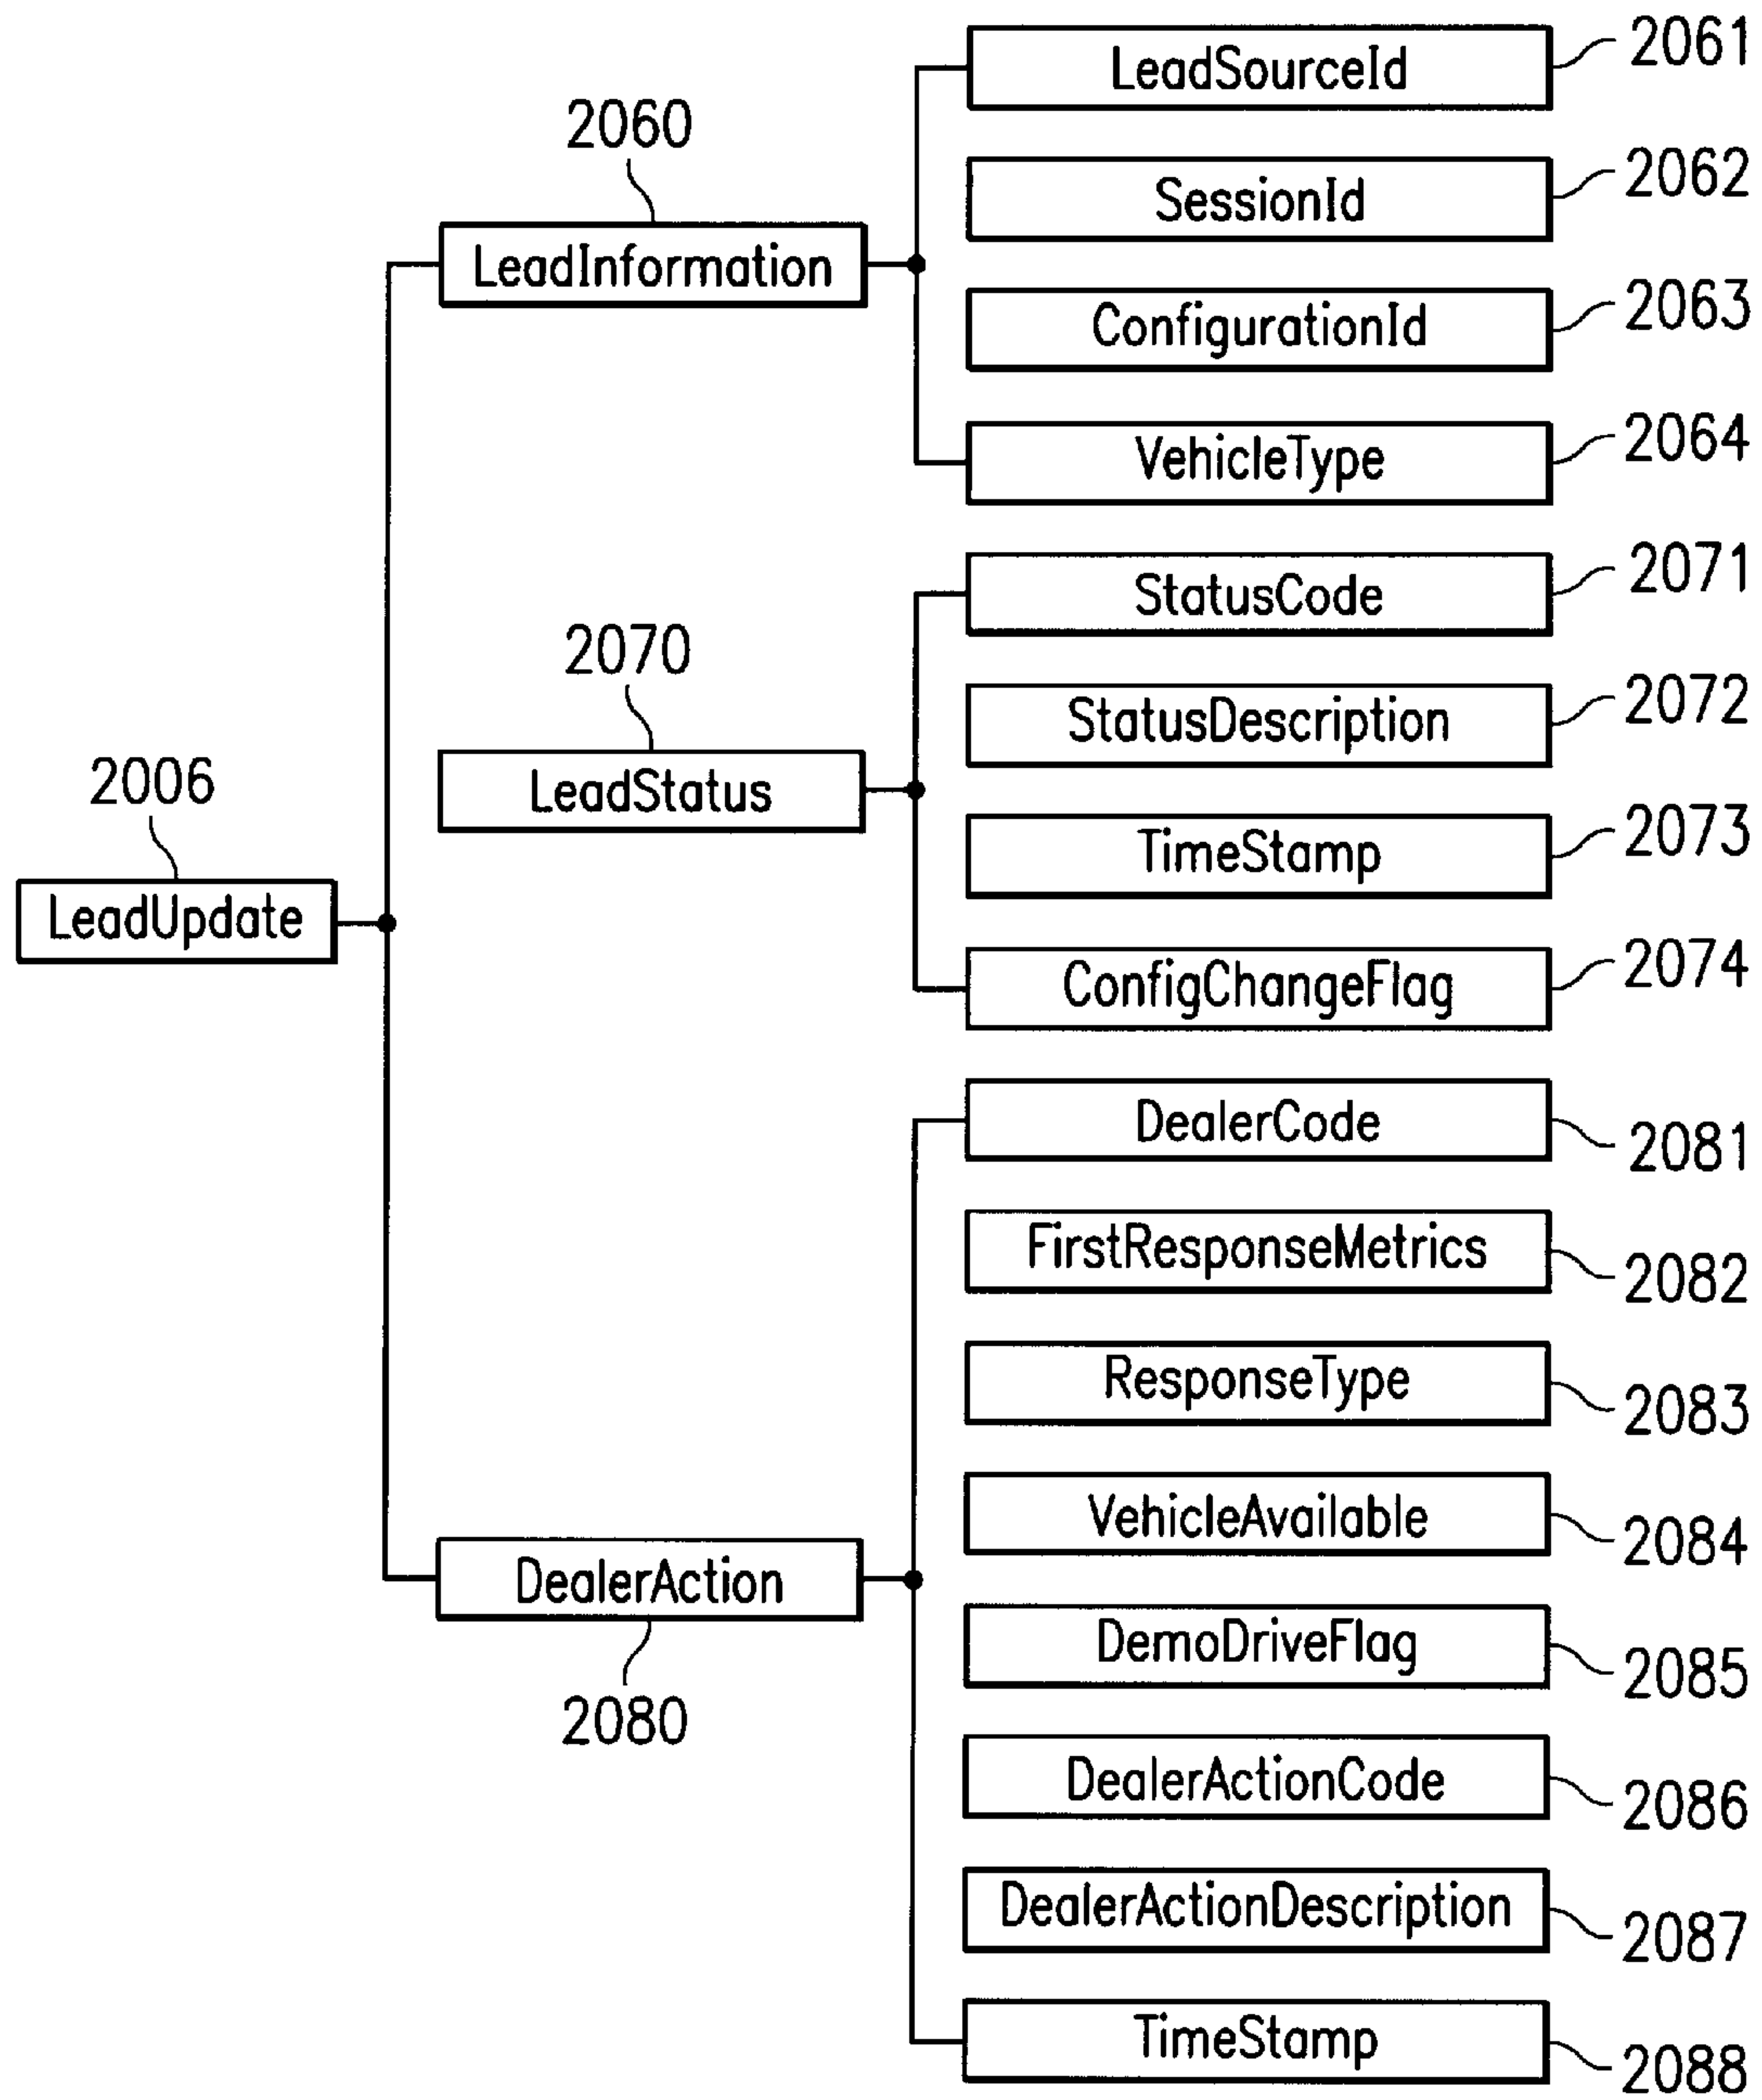 LeadSourceId 2061
2060
SessionId 2062
LeadInformation
ConfigurationId 2063
VehicleType 2064
StatusCode 2071
2070
StatusDescription 2072
LeadStatus
2006
TimeStamp 2073
LeadUpdate
ConfigChangeFlag 2074
DealerCode 2081
FirstResponseMetrics 2082
ResponseType 2083
VehicleAvailable 2084
DealerAction
DemoDriveFlag 2085
2080
DealerActionCode 2086
DealerActionDescription 2087
TimeStamp 2088